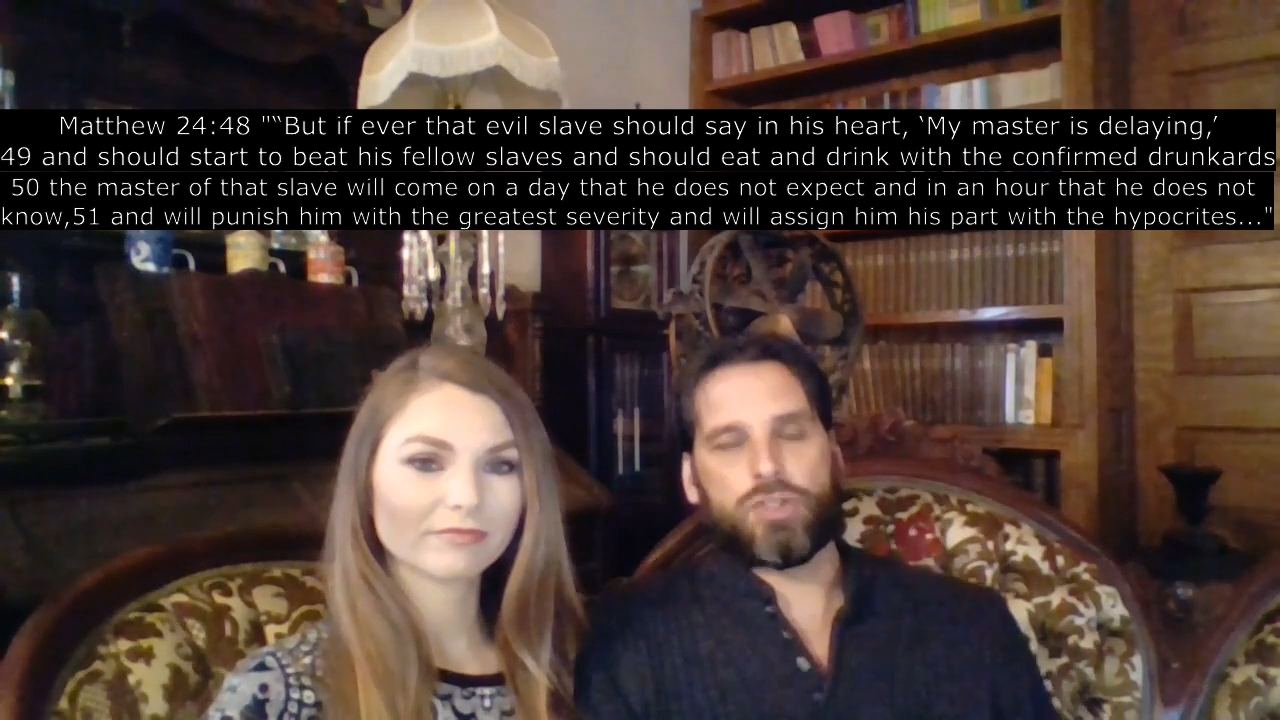 Matthew 24:48 "“But if ever that evil slave should say in his heart, ‘My master is delaying,’
49 and should start to beat his fellow slaves and should eat and drink with the confirmed drunkards
50 the master of that slave will come on a day that he does not expect and in an hour that he does not
know,51 and will punish him with the greatest severity and will assign him his part with the hypocrites..."